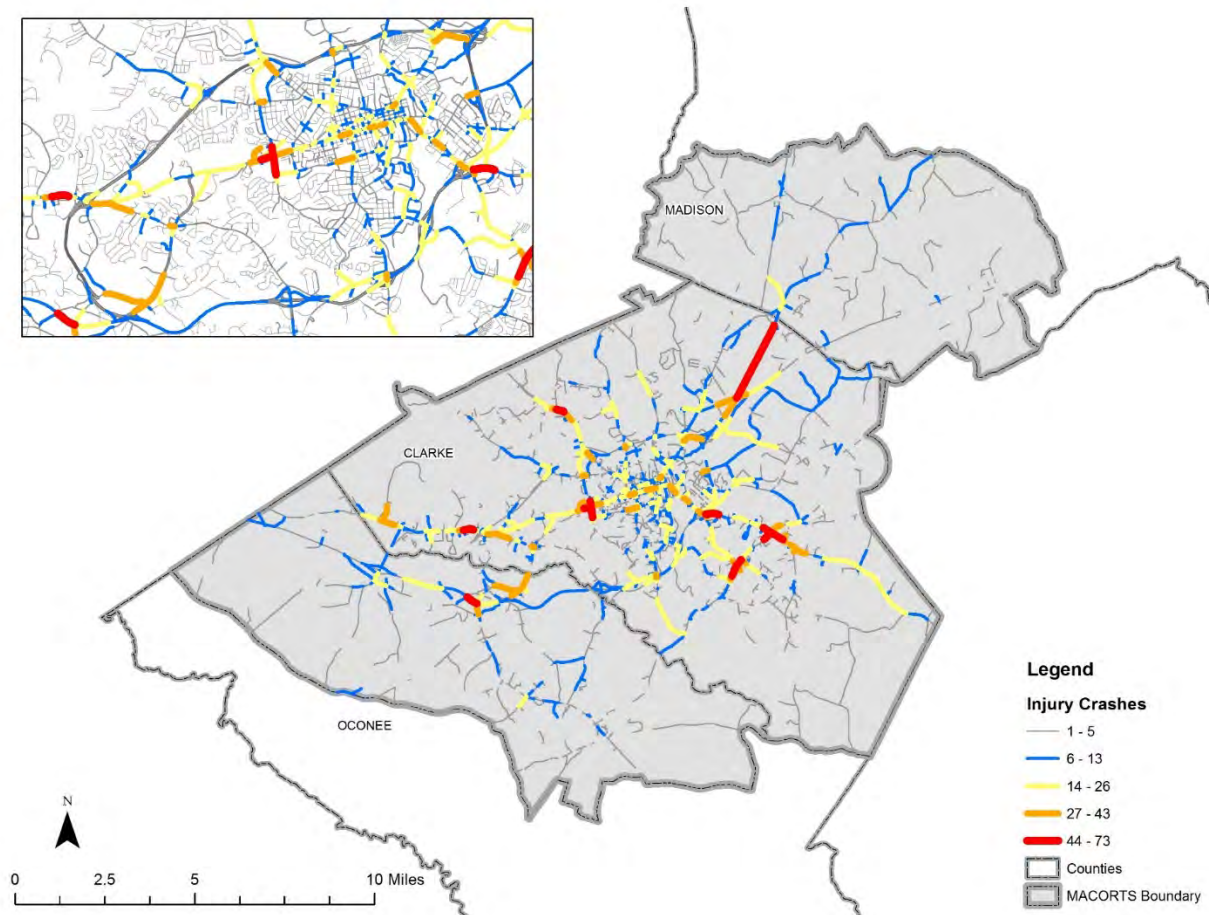 MADISON
CLARKE
OCONEE
N
0 2.5 5 10 Miles
Legend
Injury Crashes
1 - 5
6 - 13
14 - 26
27 - 43
44 - 73
Counties
MACORTS Boundary